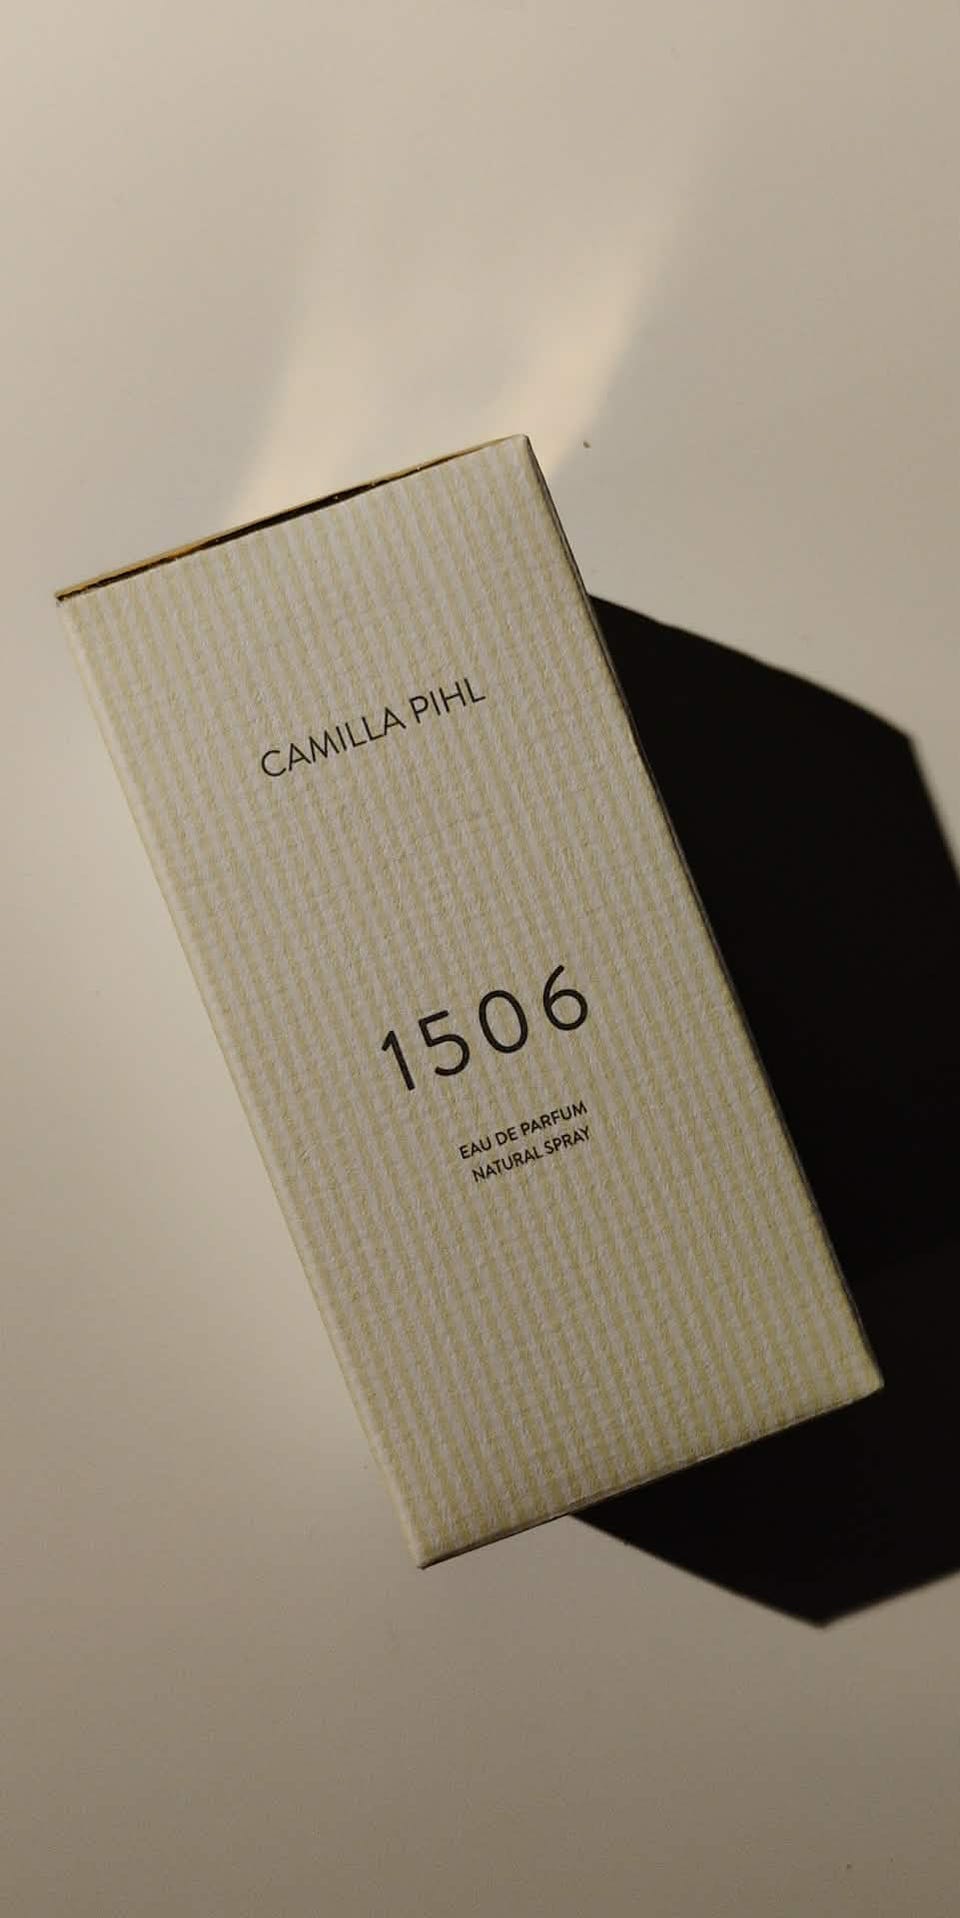 CAMILLA PIHL
1506
EAU DE PARFUM
NATURAL SPRAY